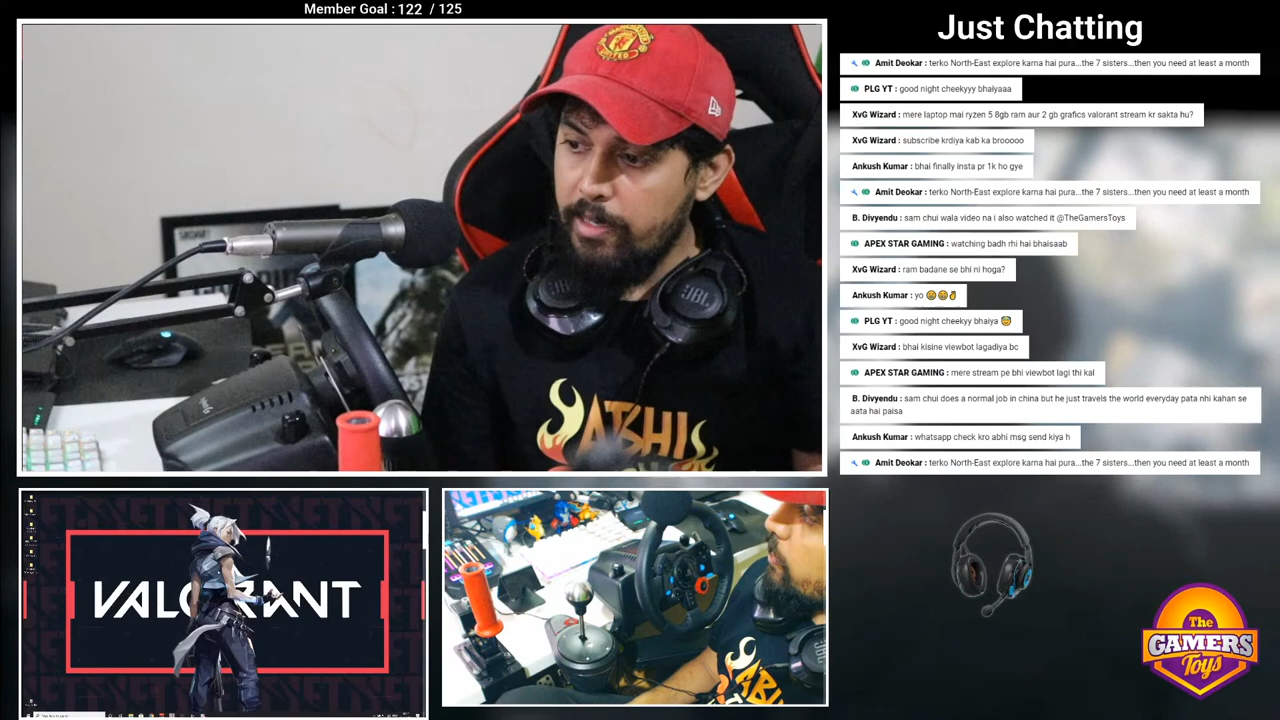 Member Goal : 122 / 125
Just Chatting
Amit Deokar : terko North-East explore karna hai pura...the 7 sisters...then you need at least a month
PLG YT : good night cheekyyy bhaiyaaa
XvG Wizard : mere laptop mai ryzen 5 8gb ram aur 2 gb grafics valorant stream kr sakta hu?
XvG Wizard : subscribe krdiya kab ka brooooo
Ankush Kumar : bhai finally insta pr 1k ho gye
Amit Deokar : terko North-East explore karna hai pura...the 7 sisters...then you need at least a month
B. Divyendu : sam chui wala video na i also watched it @TheGamersToys
APEX STAR GAMING : watching badh rhi hai bhaisaab
XvG Wizard : ram badane se bhi ni hoga?
Ankush Kumar : yo 😄😄✌
PLG YT : good night cheekyy bhaiya 😇
XvG Wizard : bhai kisine viewbot lagadiya bc
APEX STAR GAMING : mere stream pe bhi viewbot lagi thi kal
B. Divyendu : sam chui does a normal job in china but he just travels the world everyday pata nhi kahan se
aata hai paisa
Ankush Kumar : whatsapp check kro abhi msg send kiya h
Amit Deokar : terko North-East explore karna hai pura...the 7 sisters...then you need at least a month
JBL
VALORANT
JBL
The
GAMERS
Toys